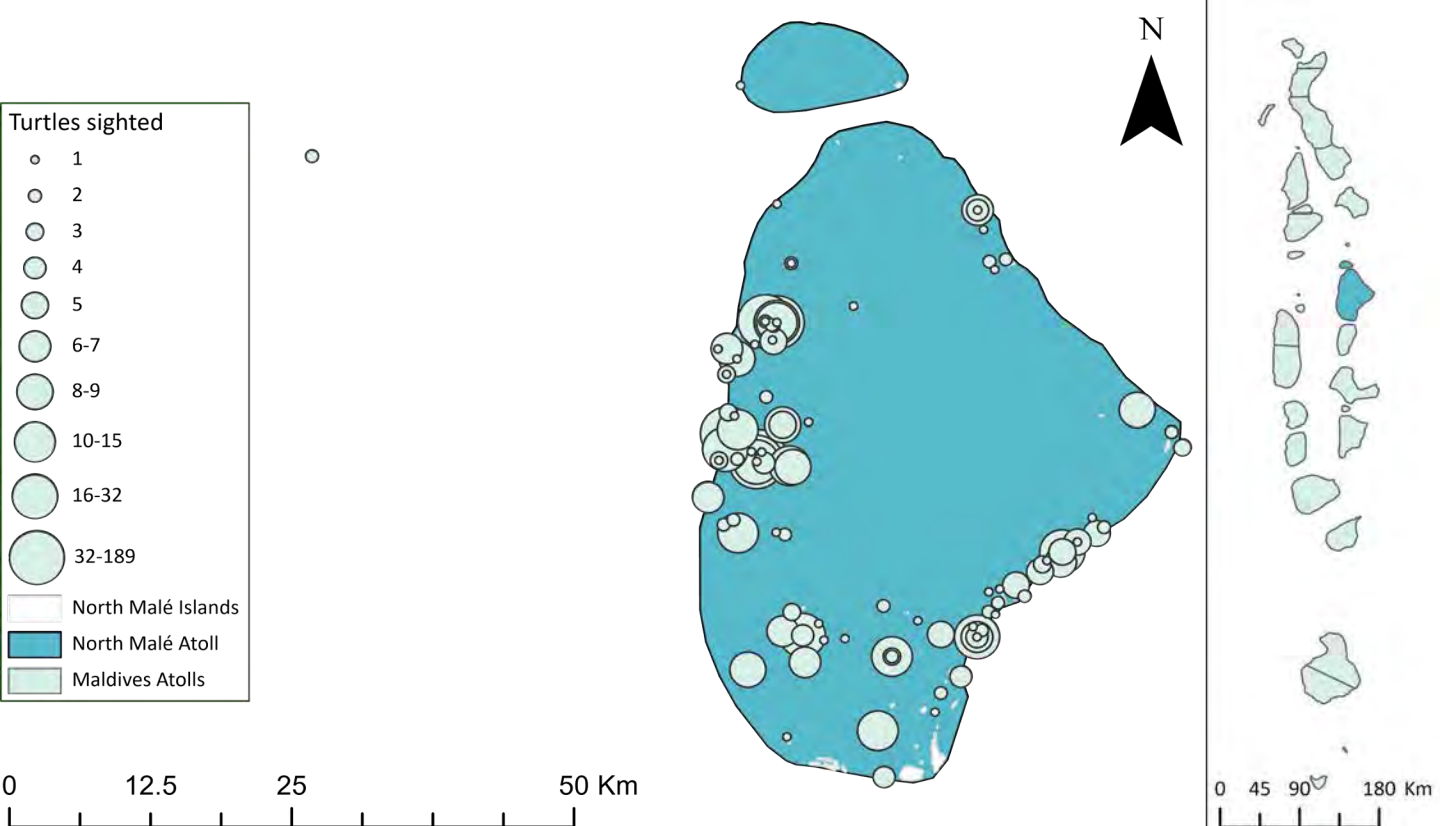 N
Turtles sighted
1
2
3
4
5
6-7
8-9
10-15
16-32
32-189
North Malé Islands
North Malé Atoll
Maldives Atolls
0 12.5 25 50 Km
0 45 90 180 Km